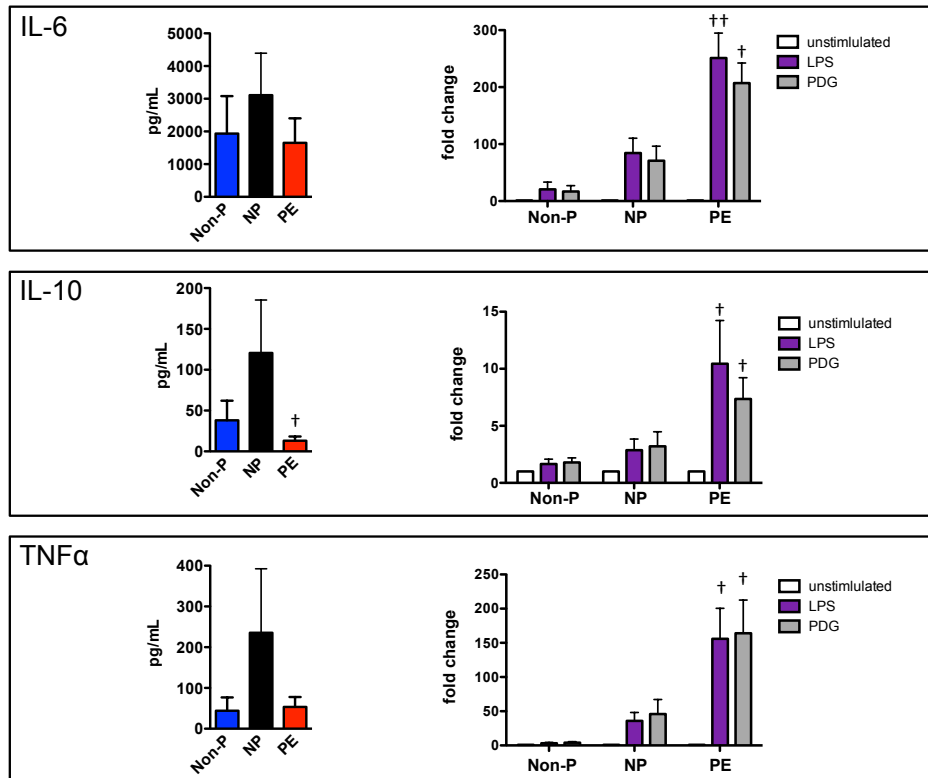 IL-6
pg/mL
6000
5000
4000
3000
2000
1000
0
Non-P
NP
PE
fold change
300
200
100
0
††
†
Non-P
NP
PE
unstimlulated
LPS
PDG
IL-10
pg/mL
200
150
100
50
0
†
Non-P
NP
PE
fold change
15
10
5
0
†
†
Non-P
NP
PE
unstimlulated
LPS
PDG
TNFα
pg/mL
400
300
200
100
0
Non-P
NP
PE
fold change
250
200
150
100
50
0
†
†
Non-P
NP
PE
unstimlulated
LPS
PDG